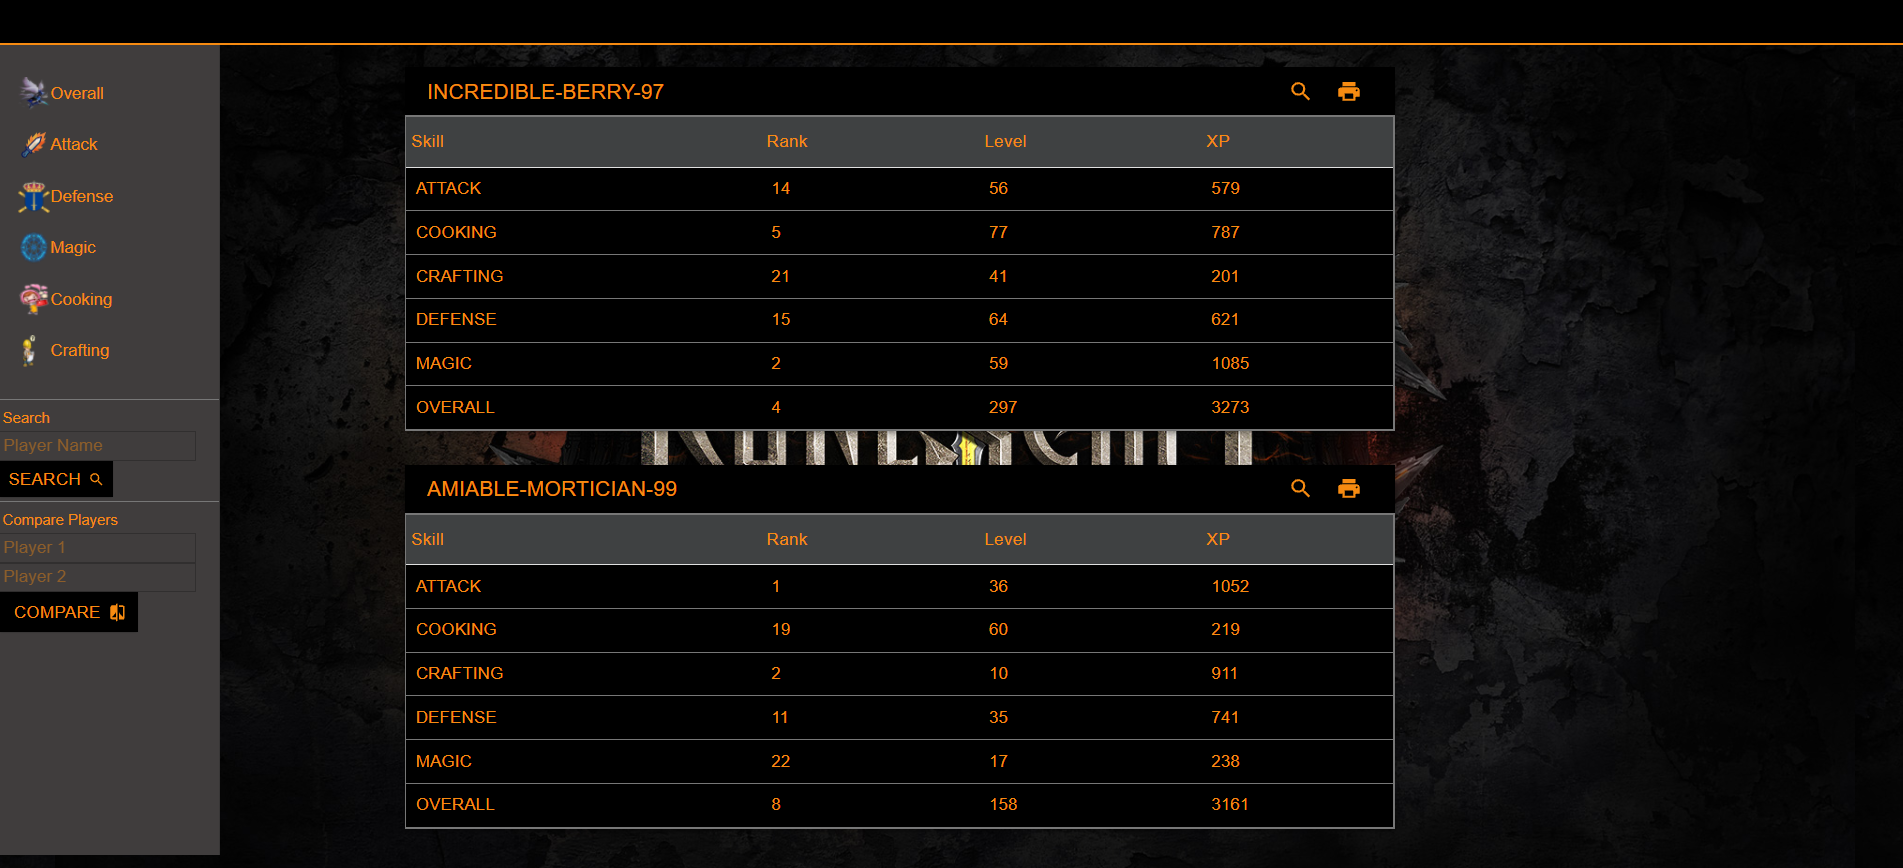 Overall
Attack
Defense
Magic
Cooking
Crafting
Search
Player Name
SEARCH
Compare Players
Player 1
Player 2
COMPARE
INCREDIBLE-BERRY-97
Skill Rank Level XP
ATTACK 14 56 579
COOKING 5 77 787
CRAFTING 21 41 201
DEFENSE 15 64 621
MAGIC 2 59 1085
OVERALL 4 297 3273
AMIABLE-MORTICIAN-99
Skill Rank Level XP
ATTACK 1 36 1052
COOKING 19 60 219
CRAFTING 2 10 911
DEFENSE 11 35 741
MAGIC 22 17 238
OVERALL 8 158 3161